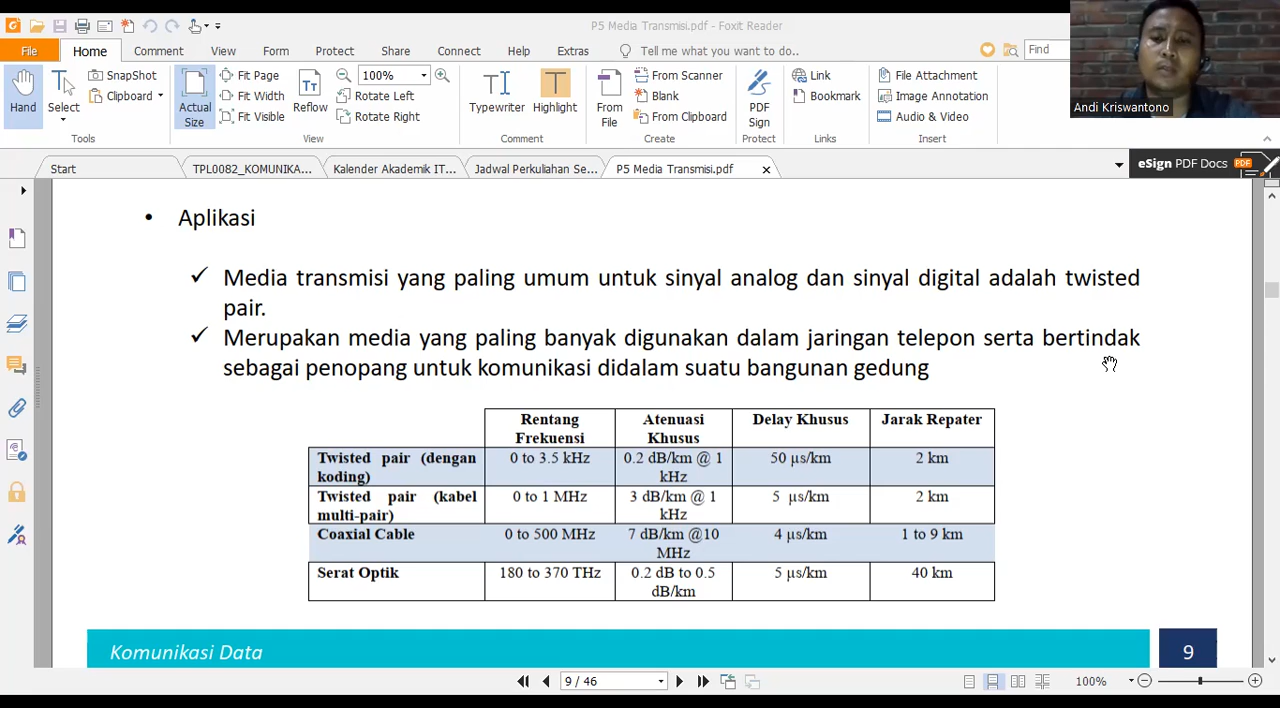 P5 Media Transmisi.pdf - Foxit Reader
File Home Comment View Form Protect Share Connect Help Extras Tell me what you want to do.. Find
Hand
Select
SnapShot
Clipboard
Tools
Actual
Size
Fit Page
Fit Width
Fit Visible
Reflow
100%
Rotate Left
Rotate Right
View
Typewriter
Highlight
Comment
From
File
From Scanner
Blank
From Clipboard
Create
PDF
Sign
Protect
Link
Bookmark
Links
File Attachment
Image Annotation
Audio & Video
Insert
Andi Kriswantono
Start TPL0082_KOMUNIKA... Kalender Akademik IT... Jadwal Perkuliahan Se... P5 Media Transmisi.pdf
eSign PDF Docs PDF
• Aplikasi
✓ Media transmisi yang paling umum untuk sinyal analog dan sinyal digital adalah twisted
pair.
✓ Merupakan media yang paling banyak digunakan dalam jaringan telepon serta bertindak
sebagai penopang untuk komunikasi didalam suatu bangunan gedung
Rentang
Frekuensi
Atenuasi
Khusus
Delay Khusus
Jarak Repater
Twisted pair (dengan
koding)
0 to 3.5 kHz
0.2 dB/km @ 1
kHz
50 µs/km
2 km
Twisted pair (kabel
multi-pair)
0 to 1 MHz
3 dB/km @ 1
kHz
5 µs/km
2 km
Coaxial Cable
0 to 500 MHz
7 dB/km @10
MHz
4 µs/km
1 to 9 km
Serat Optik
180 to 370 THz
0.2 dB to 0.5
dB/km
5 µs/km
40 km
Komunikasi Data
9
9 / 46
100%